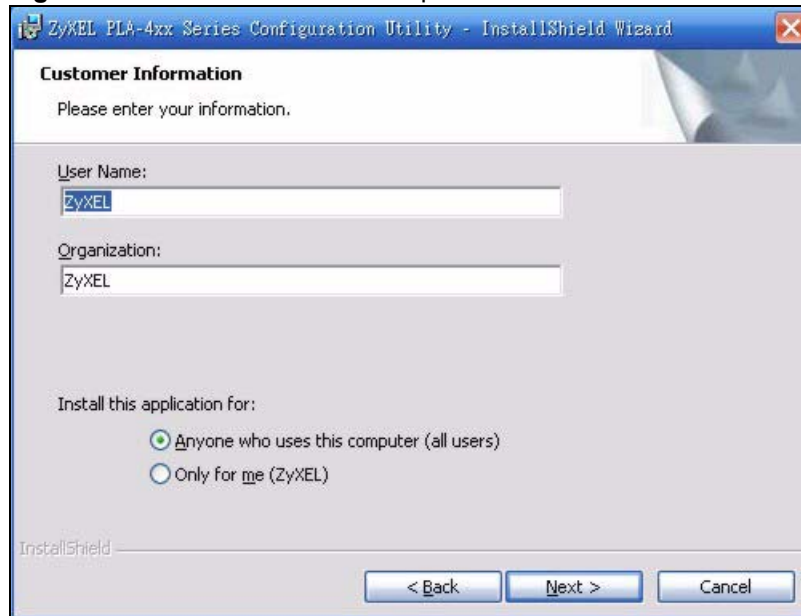 ZyXEL PLA-4xx Series Configuration Utility - InstallShield Wizard
Customer Information
Please enter your information.
User Name:
ZyXEL
Organization:
ZyXEL
Install this application for:
Anyone who uses this computer (all users)
Only for me (ZyXEL)
InstallShield
< Back Next > Cancel